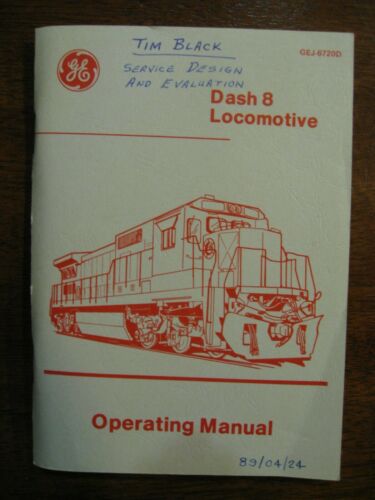 TIM BLACK
GEJ-6720D
GE
SERVICE DESIGN
AND EVALUATION
Dash 8
Locomotive
Operating Manual
89/04/24